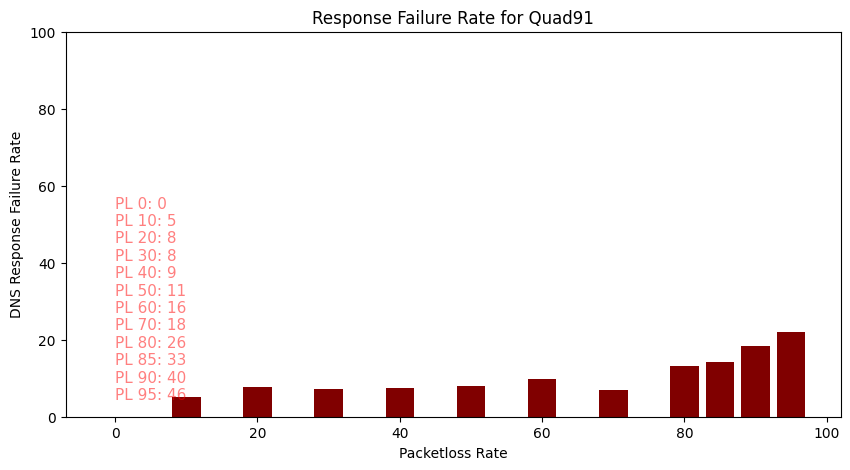 Response Failure Rate for Quad91
100
80
60
40
20
0
DNS Response Failure Rate
PL 0: 0
PL 10: 5
PL 20: 8
PL 30: 8
PL 40: 9
PL 50: 11
PL 60: 16
PL 70: 18
PL 80: 26
PL 85: 33
PL 90: 40
PL 95: 46
0 20 40 60 80 100
Packetloss Rate